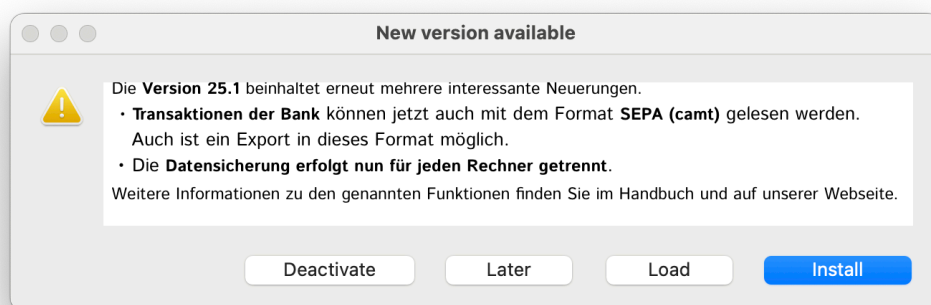 New version available
Die Version 25.1 beinhaltet erneut mehrere interessante Neuerungen.
· Transaktionen der Bank können jetzt auch mit dem Format SEPA (camt) gelesen werden.
Auch ist ein Export in dieses Format möglich.
· Die Datensicherung erfolgt nun für jeden Rechner getrennt.
Weitere Informationen zu den genannten Funktionen finden Sie im Handbuch und auf unserer Webseite.
Deactivate Later Load Install